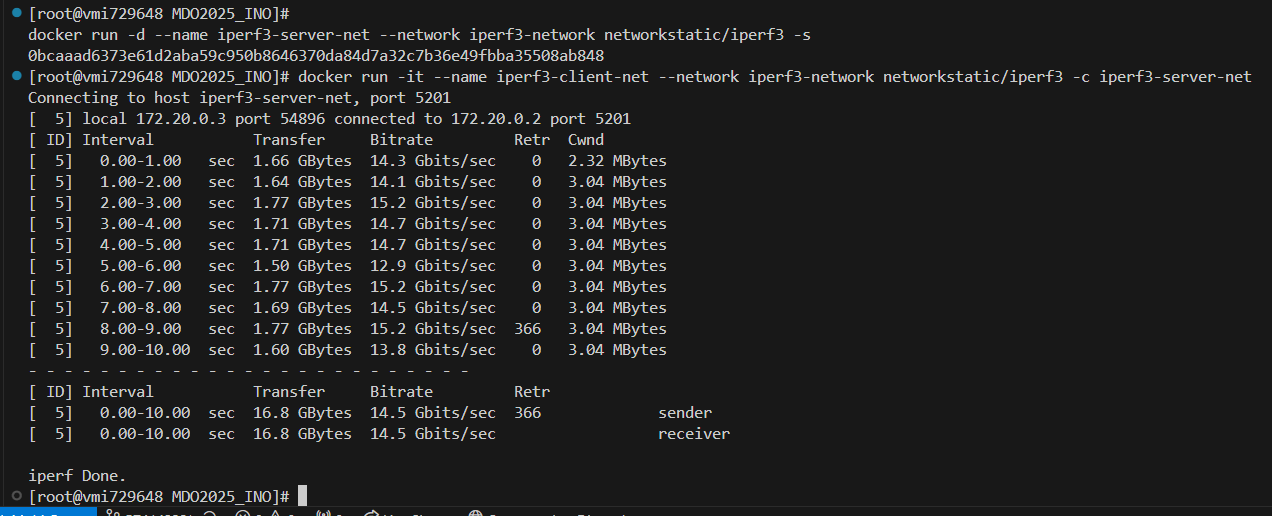 [root@vmi729648 MDO2025_INO]#
docker run -d --name iperf3-server-net --network iperf3-network networkstatic/iperf3 -s
0bcaaad6373e61d2aba59c950b8646370da84d7a32c7b36e49fbba35508ab848
[root@vmi729648 MDO2025_INO]# docker run -it --name iperf3-client-net --network iperf3-network networkstatic/iperf3 -c iperf3-server-net
Connecting to host iperf3-server-net, port 5201
[  5] local 172.20.0.3 port 54896 connected to 172.20.0.2 port 5201
[ ID] Interval           Transfer     Bitrate         Retr  Cwnd
[  5]   0.00-1.00   sec  1.66 GBytes  14.3 Gbits/sec    0   2.32 MBytes
[  5]   1.00-2.00   sec  1.64 GBytes  14.1 Gbits/sec    0   3.04 MBytes
[  5]   2.00-3.00   sec  1.77 GBytes  15.2 Gbits/sec    0   3.04 MBytes
[  5]   3.00-4.00   sec  1.71 GBytes  14.7 Gbits/sec    0   3.04 MBytes
[  5]   4.00-5.00   sec  1.71 GBytes  14.7 Gbits/sec    0   3.04 MBytes
[  5]   5.00-6.00   sec  1.50 GBytes  12.9 Gbits/sec    0   3.04 MBytes
[  5]   6.00-7.00   sec  1.77 GBytes  15.2 Gbits/sec    0   3.04 MBytes
[  5]   7.00-8.00   sec  1.69 GBytes  14.5 Gbits/sec    0   3.04 MBytes
[  5]   8.00-9.00   sec  1.77 GBytes  15.2 Gbits/sec  366   3.04 MBytes
[  5]   9.00-10.00  sec  1.60 GBytes  13.8 Gbits/sec    0   3.04 MBytes
- - - - - - - - - - - - - - - - - - - - - - - - -
[ ID] Interval           Transfer     Bitrate         Retr
[  5]   0.00-10.00  sec  16.8 GBytes  14.5 Gbits/sec  366             sender
[  5]   0.00-10.00  sec  16.8 GBytes  14.5 Gbits/sec                  receiver
iperf Done.
[root@vmi729648 MDO2025_INO]#